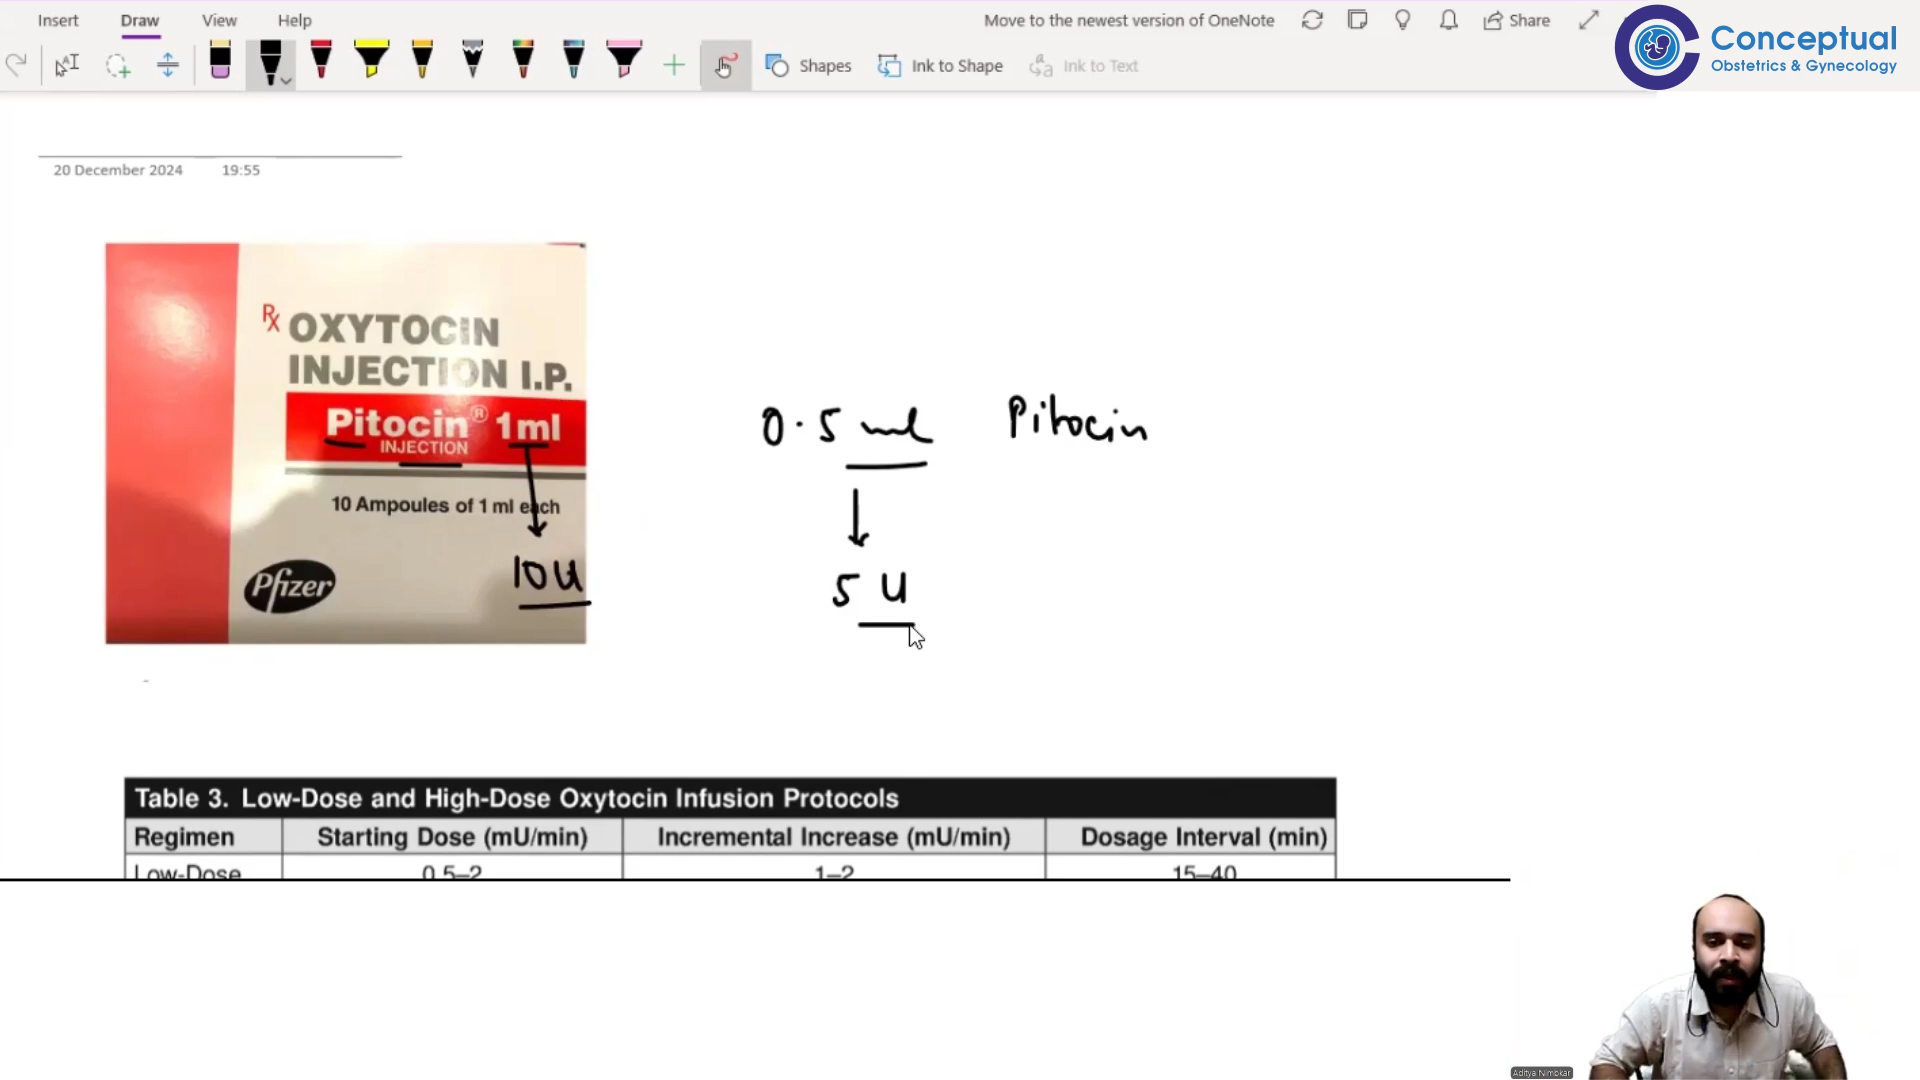 Insert Draw View Help Move to the newest version of OneNote Share
Shapes Ink to Shape Ink to Text
Conceptual
Obstetrics & Gynecology
20 December 2024 19:55
Rx OXYTOCIN
INJECTION I.P.
Pitocin® 1ml
INJECTION
10 Ampoules of 1 ml each
Pfizer
10U
0.5 ml Pitocin
5 U
Table 3. Low-Dose and High-Dose Oxytocin Infusion Protocols
Regimen Starting Dose (mU/min) Incremental Increase (mU/min) Dosage Interval (min)
Low-Dose 0.5–2 1–2 15–40
Aditya Nimbkar